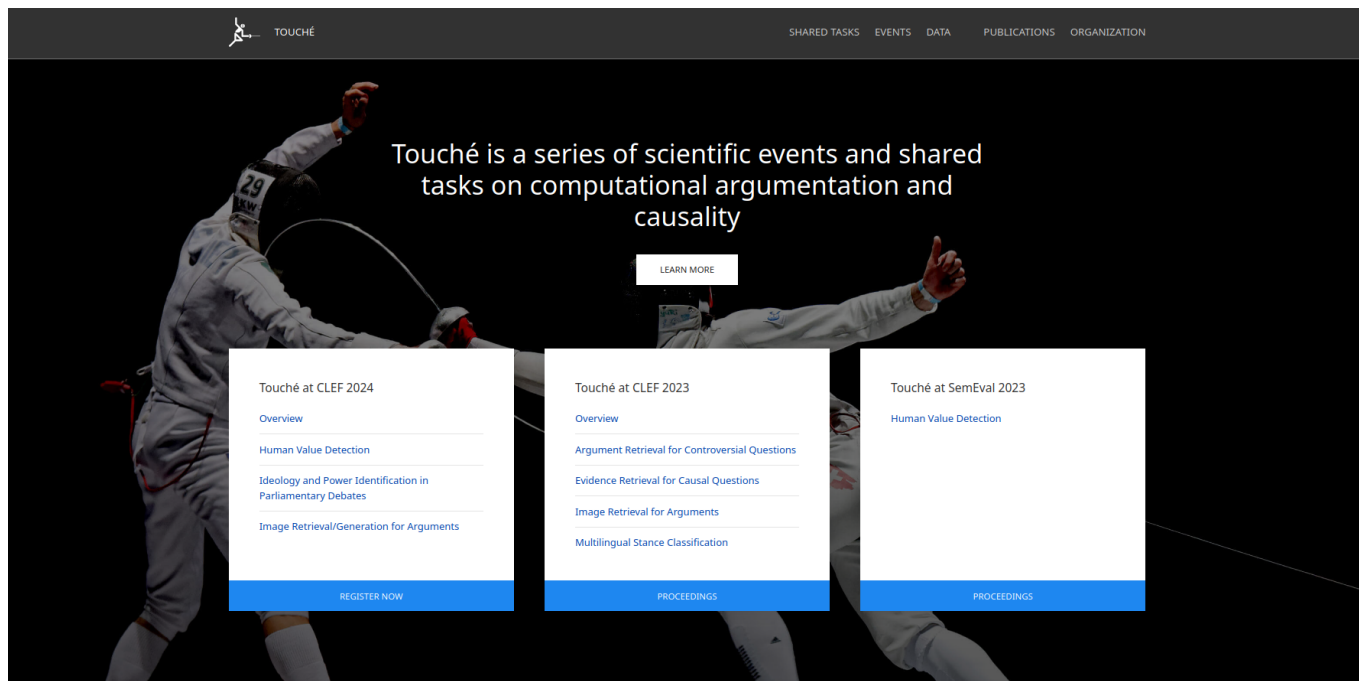 TOUCHÉ
SHARED TASKS EVENTS DATA PUBLICATIONS ORGANIZATION
29
KW
Touché is a series of scientific events and shared
tasks on computational argumentation and
causality
LEARN MORE
Touché at CLEF 2024
Overview
Human Value Detection
Ideology and Power Identification in
Parliamentary Debates
Image Retrieval/Generation for Arguments
REGISTER NOW
Touché at CLEF 2023
Overview
Argument Retrieval for Controversial Questions
Evidence Retrieval for Causal Questions
Image Retrieval for Arguments
Multilingual Stance Classification
PROCEEDINGS
Touché at SemEval 2023
Human Value Detection
PROCEEDINGS